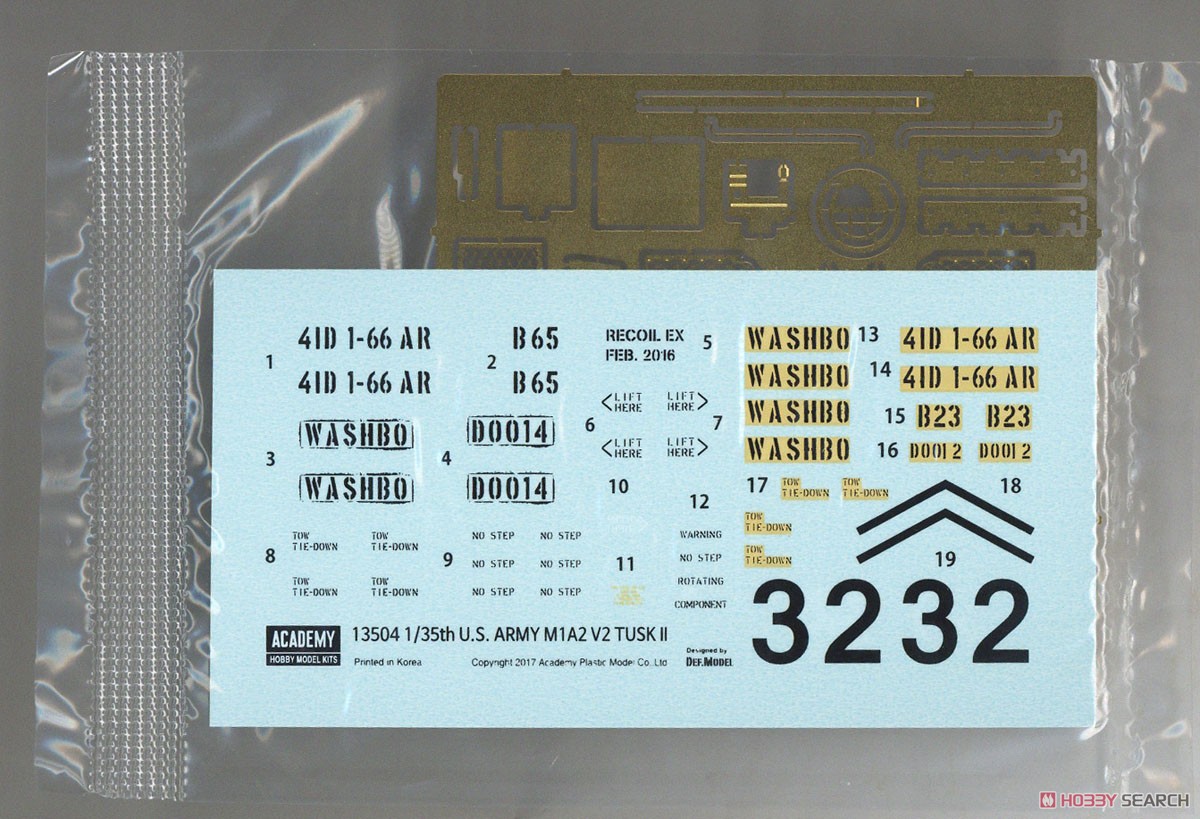 1
4ID 1-66 AR
4ID 1-66 AR
2
B65
B65
RECOIL EX
FEB. 2016
5
3
WASHBO
WASHBO
4
D0014
D0014
6
LIFT
HERE
LIFT
HERE
LIFT
HERE
LIFT
HERE
7
WASHBO
WASHBO
WASHBO
WASHBO
13
4ID 1-66 AR
14
4ID 1-66 AR
15
B23
B23
16
D0012
D0012
8
TOW
TIE-DOWN
TOW
TIE-DOWN
TOW
TIE-DOWN
TOW
TIE-DOWN
9
NO STEP
NO STEP
NO STEP
NO STEP
NO STEP
NO STEP
10
11
12
WARNING
NO STEP
ROTATING
COMPONENT
17
TOW
TIE-DOWN
TOW
TIE-DOWN
TOW
TIE-DOWN
TOW
TIE-DOWN
18
19
3232
ACADEMY
HOBBY MODEL KITS
13504 1/35th U.S. ARMY M1A2 V2 TUSK II
Printed in Korea
Copyright 2017 Academy Plastic Model Co., Ltd
Designed by
DEF.MODEL
HOBBY SEARCH